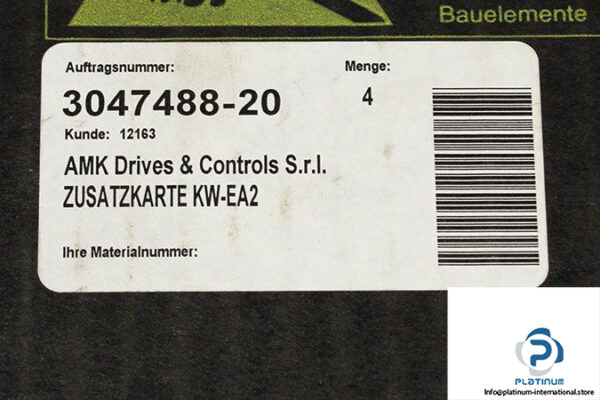 Bauelemente
Auftragsnummer:
Menge:
3047488-20
4
Kunde: 12163
AMK Drives & Controls S.r.l.
ZUSATZKARTE KW-EA2
Ihre Materialnummer:
PLATINUM
Info@platinum-international.store